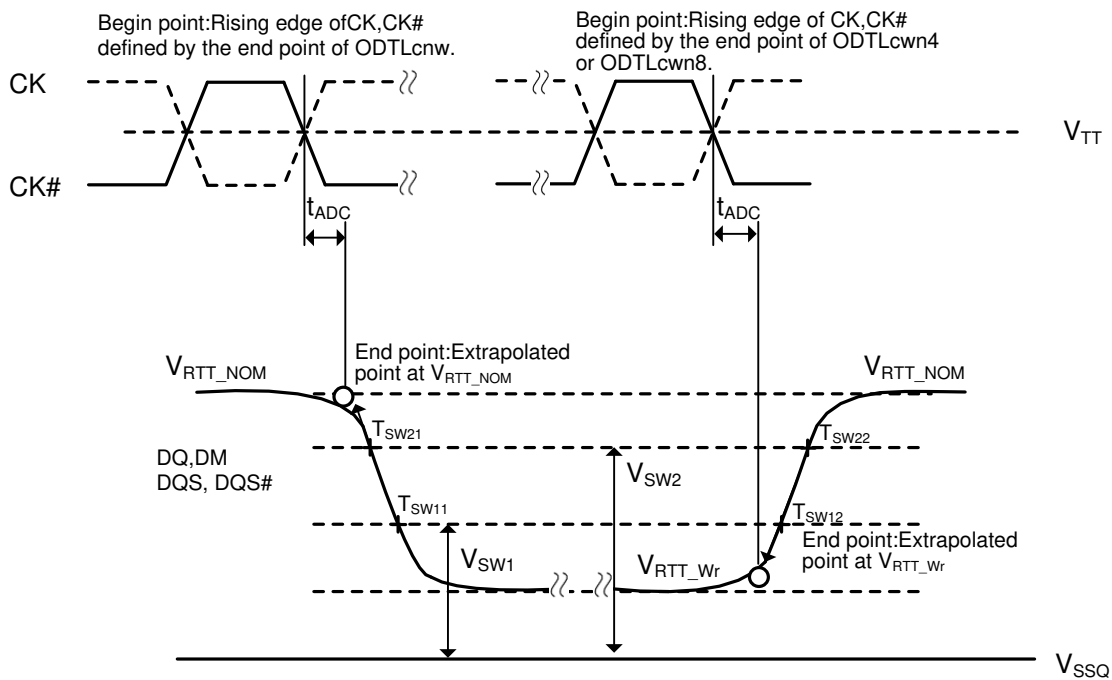 Begin point:Rising edge ofCK,CK#
defined by the end point of ODTLcnw.
Begin point:Rising edge of CK,CK#
defined by the end point of ODTLcwn4
or ODTLcwn8.
CK
VTT
CK#
tADC
tADC
End point:Extrapolated
point at VRTT_NOM
VRTT_NOM
VRTT_NOM
TSW21
TSW22
DQ,DM
DQS, DQS#
VSW2
TSW11
TSW12
End point:Extrapolated
point at VRTT_Wr
VSW1
VRTT_Wr
VSSQ